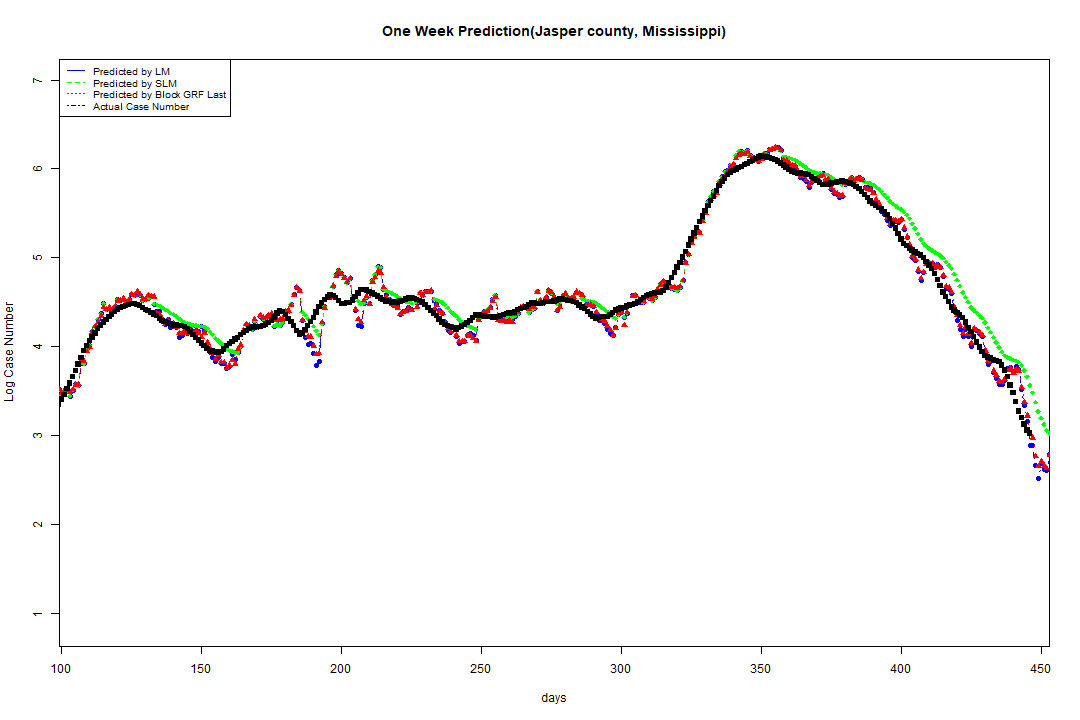 One Week Prediction(Jasper county, Mississippi)
Predicted by LM
Predicted by SLM
Predicted by Block GRF Last
Actual Case Number
7
6
5
4
3
2
1
Log Case Number
100 150 200 250 300 350 400 450
days